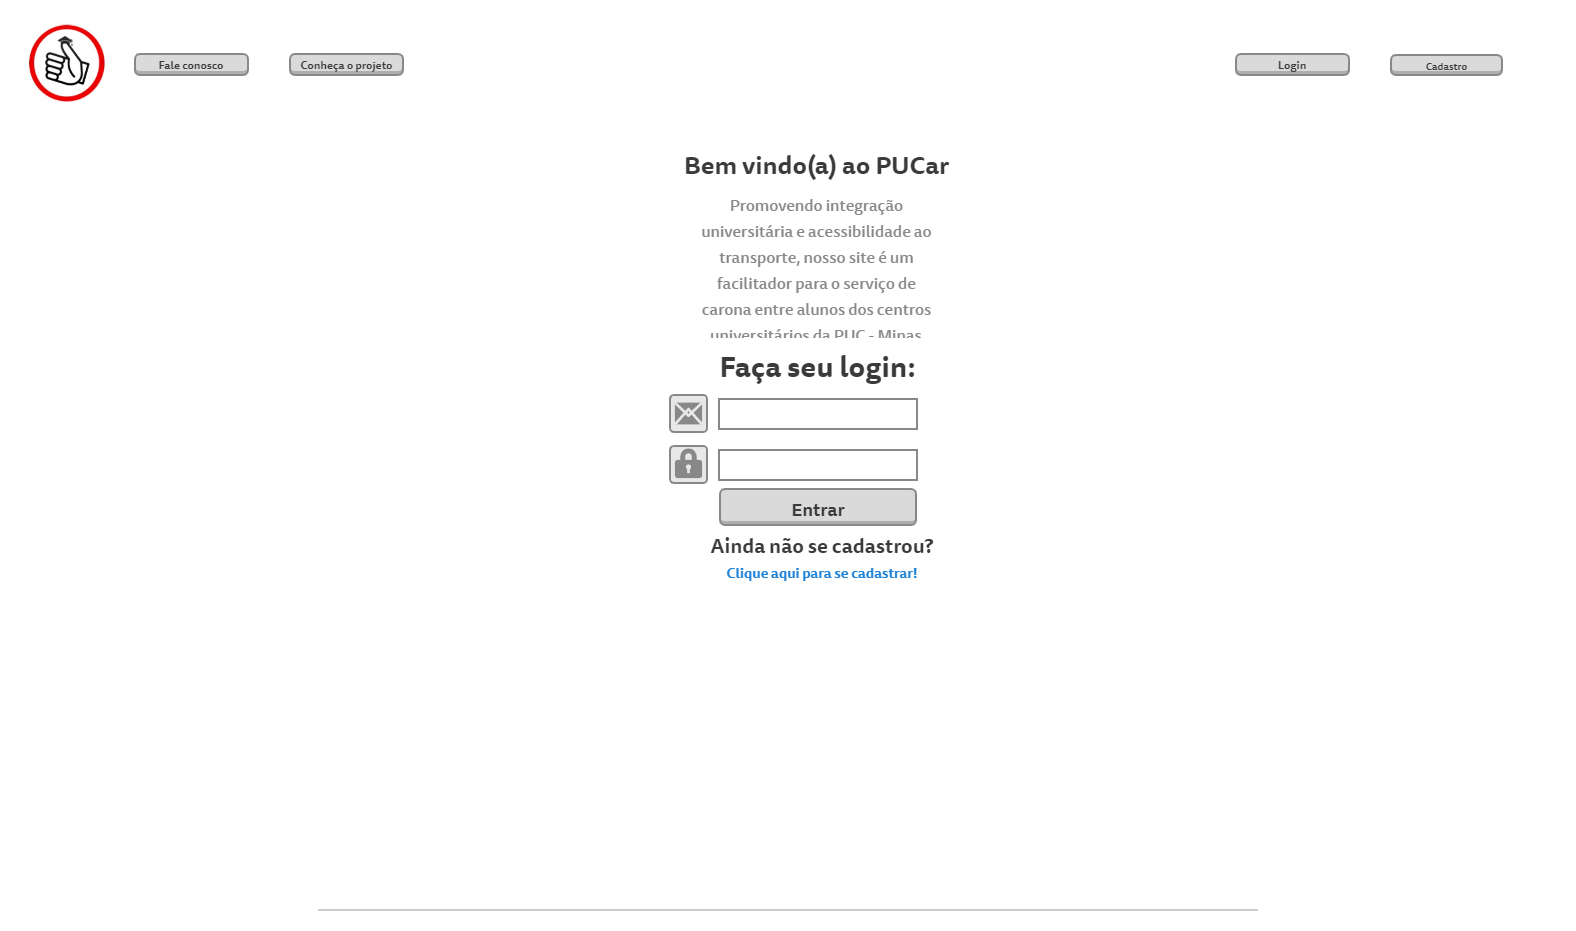 Fale conosco
Conheça o projeto
Login
Cadastro
Bem vindo(a) ao PUCar
Promovendo integração
universitária e acessibilidade ao
transporte, nosso site é um
facilitador para o serviço de
carona entre alunos dos centros
universitários da PUC - Minas
Faça seu login:
Entrar
Ainda não se cadastrou?
Clique aqui para se cadastrar!